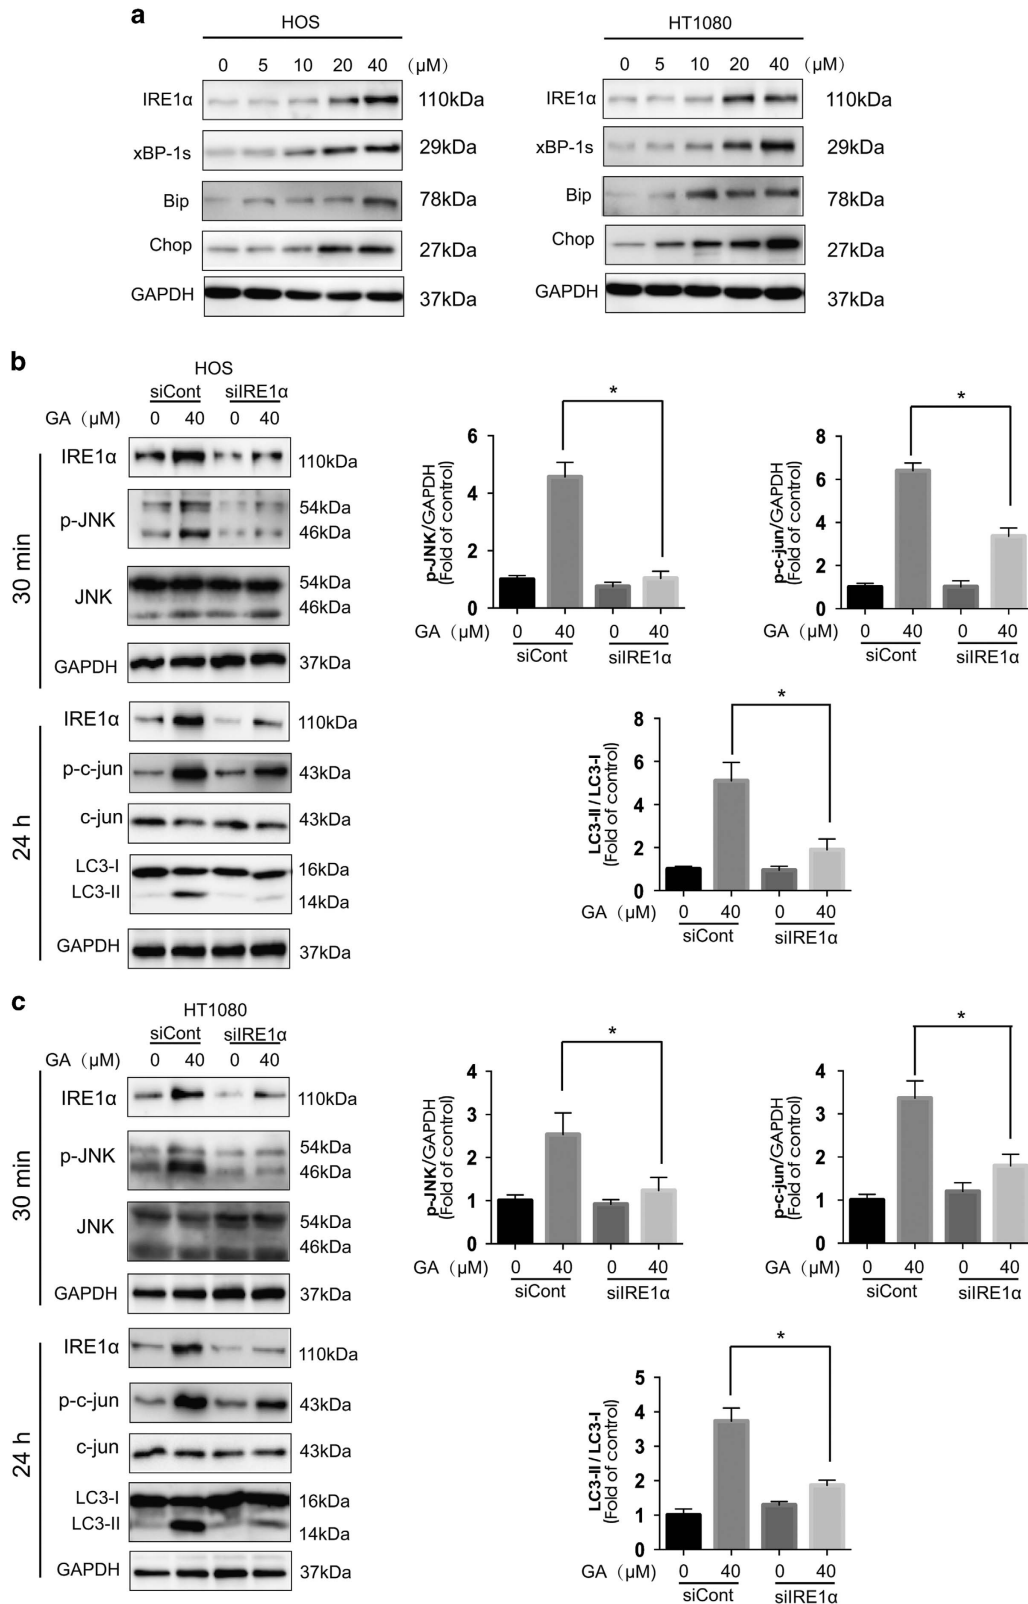 a
HOS
0 5 10 20 40 (μM)
IRE1α 110kDa
xBP-1s 29kDa
Bip 78kDa
Chop 27kDa
GAPDH 37kDa
HT1080
0 5 10 20 40 (μM)
IRE1α 110kDa
xBP-1s 29kDa
Bip 78kDa
Chop 27kDa
GAPDH 37kDa
b
HOS
siCont siIRE1α
GA (μM) 0 40 0 40
30 min
IRE1α 110kDa
p-JNK 54kDa
46kDa
JNK 54kDa
46kDa
GAPDH 37kDa
24 h
IRE1α 110kDa
p-c-jun 43kDa
c-jun 43kDa
LC3-I 16kDa
LC3-II 14kDa
GAPDH 37kDa
*
p-JNK/GAPDH
(Fold of control)
6
4
2
0
GA (μM) 0 40 0 40
siCont siIRE1α
*
p-c-jun/GAPDH
(Fold of control)
8
6
4
2
0
GA (μM) 0 40 0 40
siCont siIRE1α
*
LC3-II / LC3-I
(Fold of control)
8
6
4
2
0
GA (μM) 0 40 0 40
siCont siIRE1α
c
HT1080
siCont siIRE1α
GA (μM) 0 40 0 40
30 min
IRE1α 110kDa
p-JNK 54kDa
46kDa
JNK 54kDa
46kDa
GAPDH 37kDa
24 h
IRE1α 110kDa
p-c-jun 43kDa
c-jun 43kDa
LC3-I 16kDa
LC3-II 14kDa
GAPDH 37kDa
*
p-JNK/GAPDH
(Fold of control)
4
3
2
1
0
GA (μM) 0 40 0 40
siCont siIRE1α
*
p-c-jun/GAPDH
(Fold of control)
4
3
2
1
0
GA (μM) 0 40 0 40
siCont siIRE1α
*
LC3-II / LC3-I
(Fold of control)
5
4
3
2
1
0
GA (μM) 0 40 0 40
siCont siIRE1α